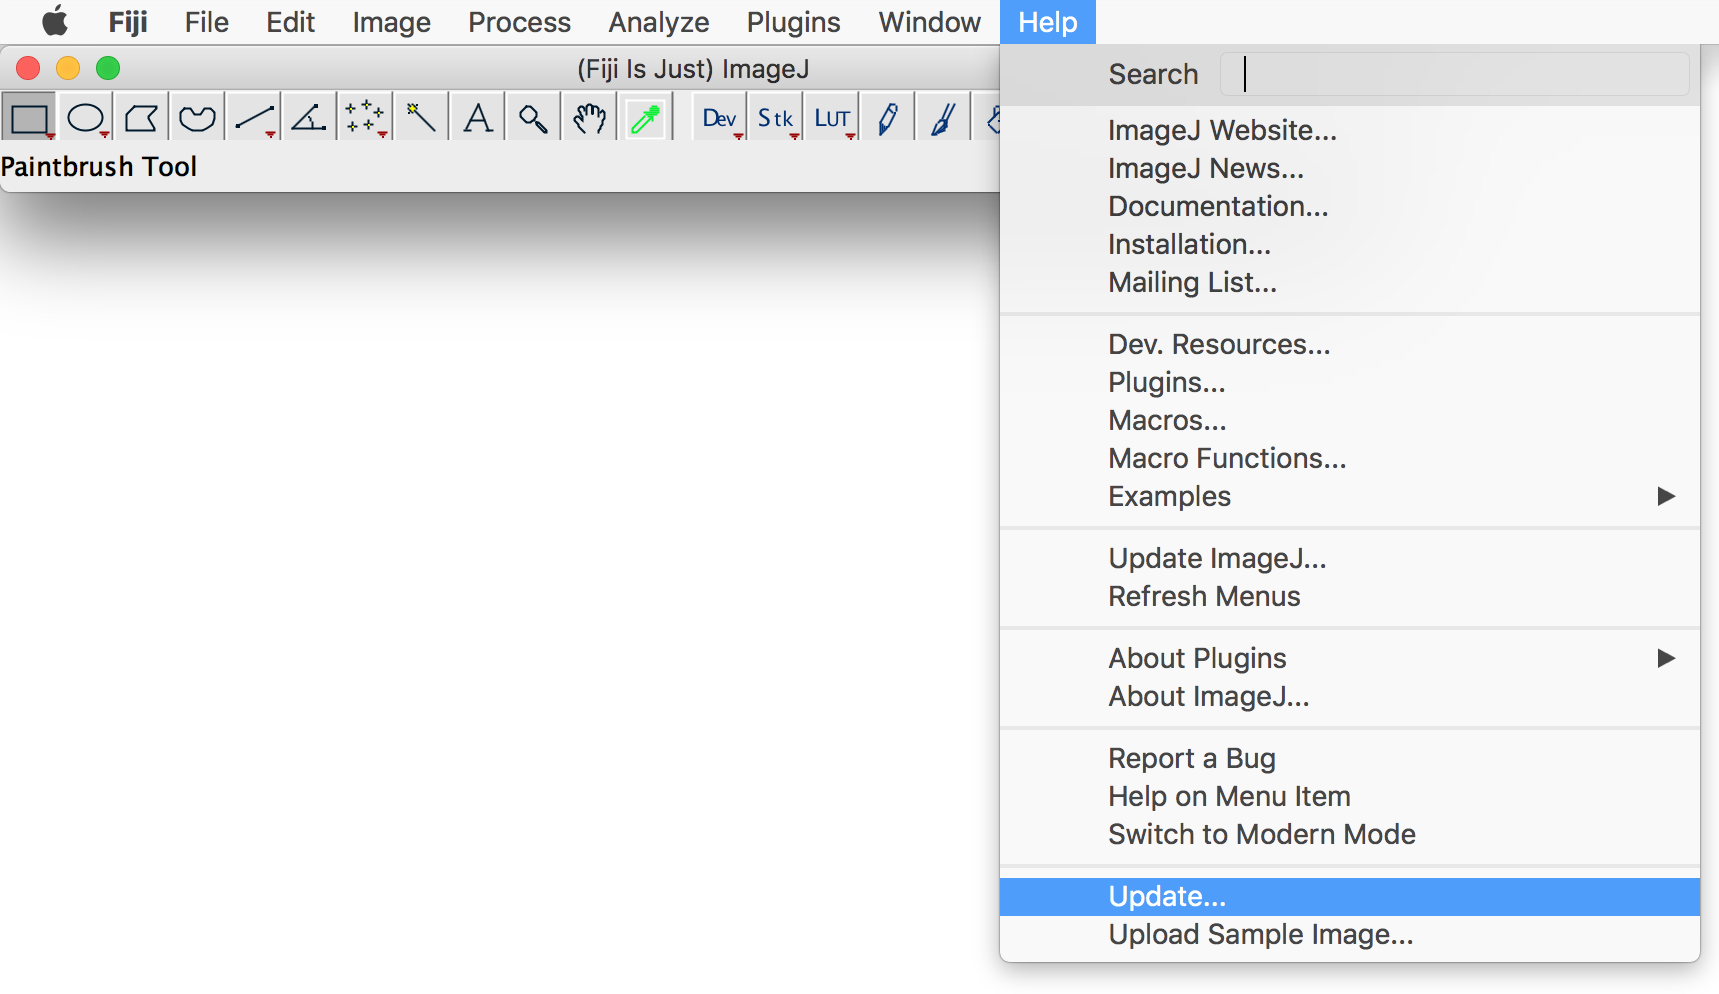 Fiji File Edit Image Process Analyze Plugins Window Help
(Fiji Is Just) ImageJ
A Dev Stk LUT
Paintbrush Tool
Search
ImageJ Website...
ImageJ News...
Documentation...
Installation...
Mailing List...
Dev. Resources...
Plugins...
Macros...
Macro Functions...
Examples
Update ImageJ...
Refresh Menus
About Plugins
About ImageJ...
Report a Bug
Help on Menu Item
Switch to Modern Mode
Update...
Upload Sample Image...